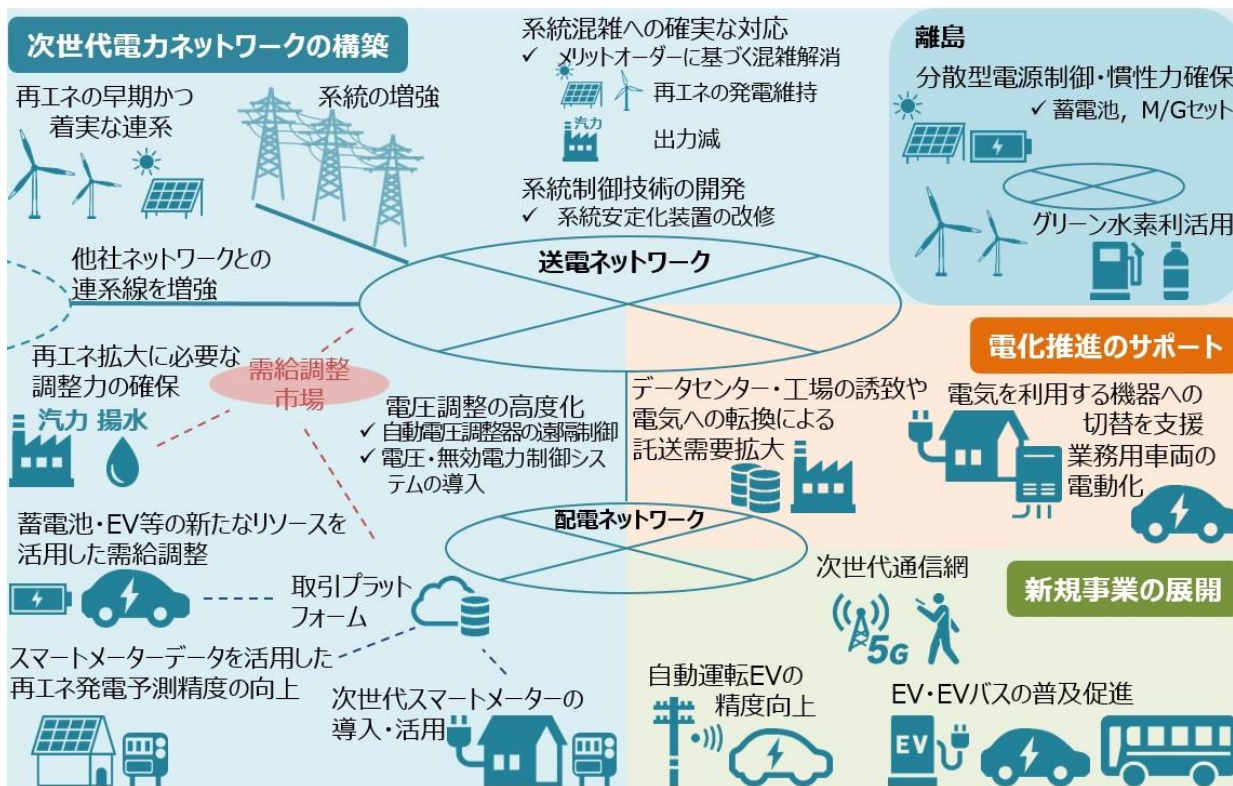 次世代電力ネットワークの構築
再エネの早期かつ
着実な連系
系統の増強
系統混雑への確実な対応
✓ メリットオーダーに基づく混雑解消
再エネの発電維持
汽力
出力減
系統制御技術の開発
✓ 系統安定化装置の改修
離島
分散型電源制御・慣性力確保
✓ 蓄電池，M/Gセット
グリーン水素利活用
他社ネットワークとの
連系線を増強
送電ネットワーク
再エネ拡大に必要な
調整力の確保
汽力 揚水
需給調整
市場
電圧調整の高度化
✓ 自動電圧調整器の遠隔制御
✓ 電圧・無効電力制御シス
テムの導入
電化推進のサポート
データセンター・工場の誘致や
電気への転換による
託送需要拡大
電気を利用する機器への
切替を支援
業務用車両の
電動化
配電ネットワーク
蓄電池・EV等の新たなリソースを
活用した需給調整
取引プラット
フォーム
スマートメーターデータを活用した
再エネ発電予測精度の向上
次世代スマートメーターの
導入・活用
新規事業の展開
次世代通信網
5G
自動運転EVの
精度向上
EV・EVバスの普及促進
EV